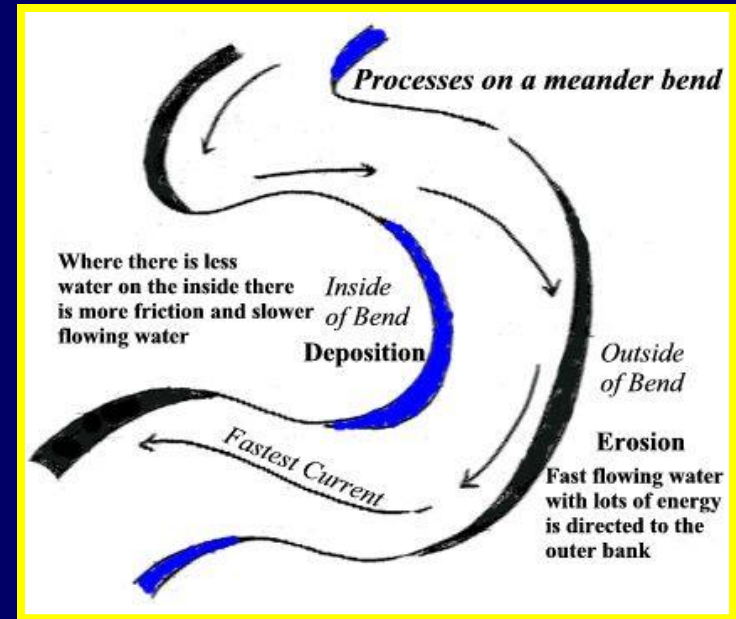 Processes on a meander bend
Where there is less
water on the inside there
is more friction and slower
flowing water
Inside
of Bend
Deposition
Outside
of Bend
Erosion
Fast flowing water
with lots of energy
is directed to the
outer bank
Fastest Current